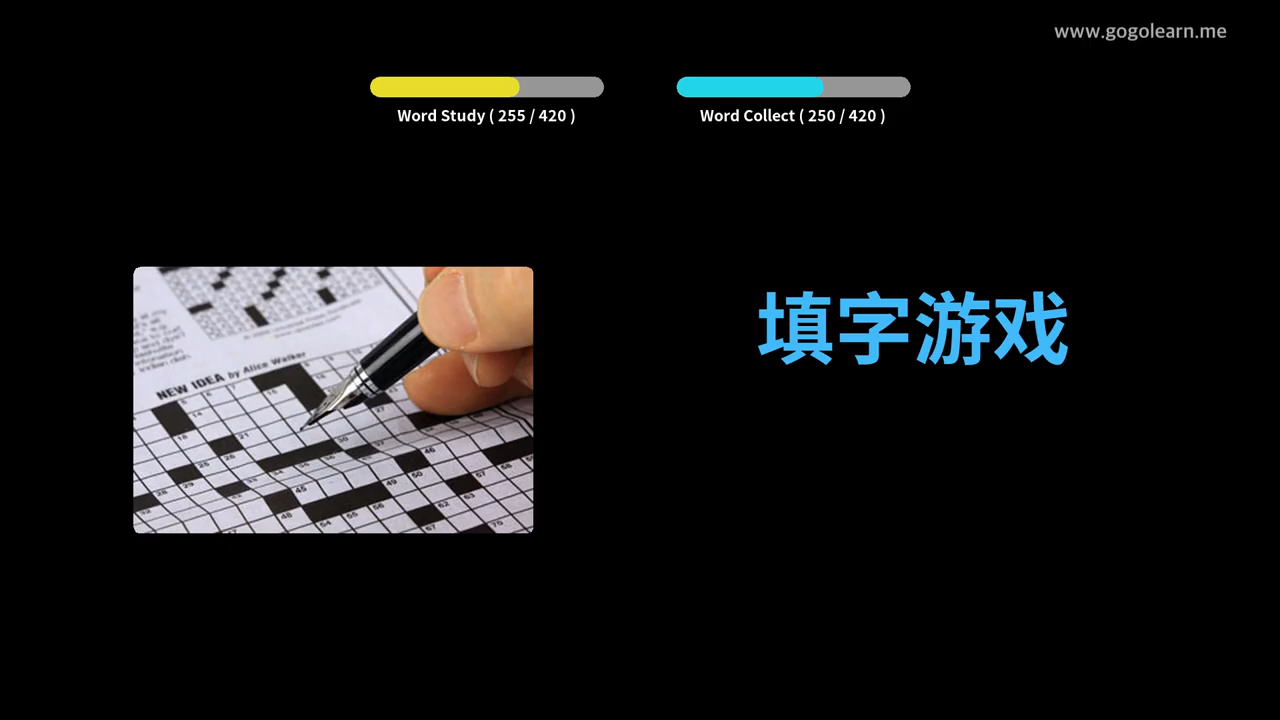 www.gogolearn.me
Word Study ( 255 / 420 )
Word Collect ( 250 / 420 )
填字游戏
NEW IDEA by Alice Walker